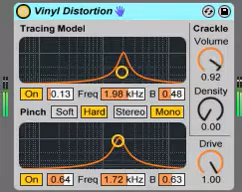 Vinyl Distortion
Tracing Model
Crackle
Volume
0.92
On 0.13 Freq 1.98 kHz B 0.48
Density
0.00
Pinch Soft Hard Stereo Mono
Drive
1.00
On 0.64 Freq 1.72 kHz B 0.63